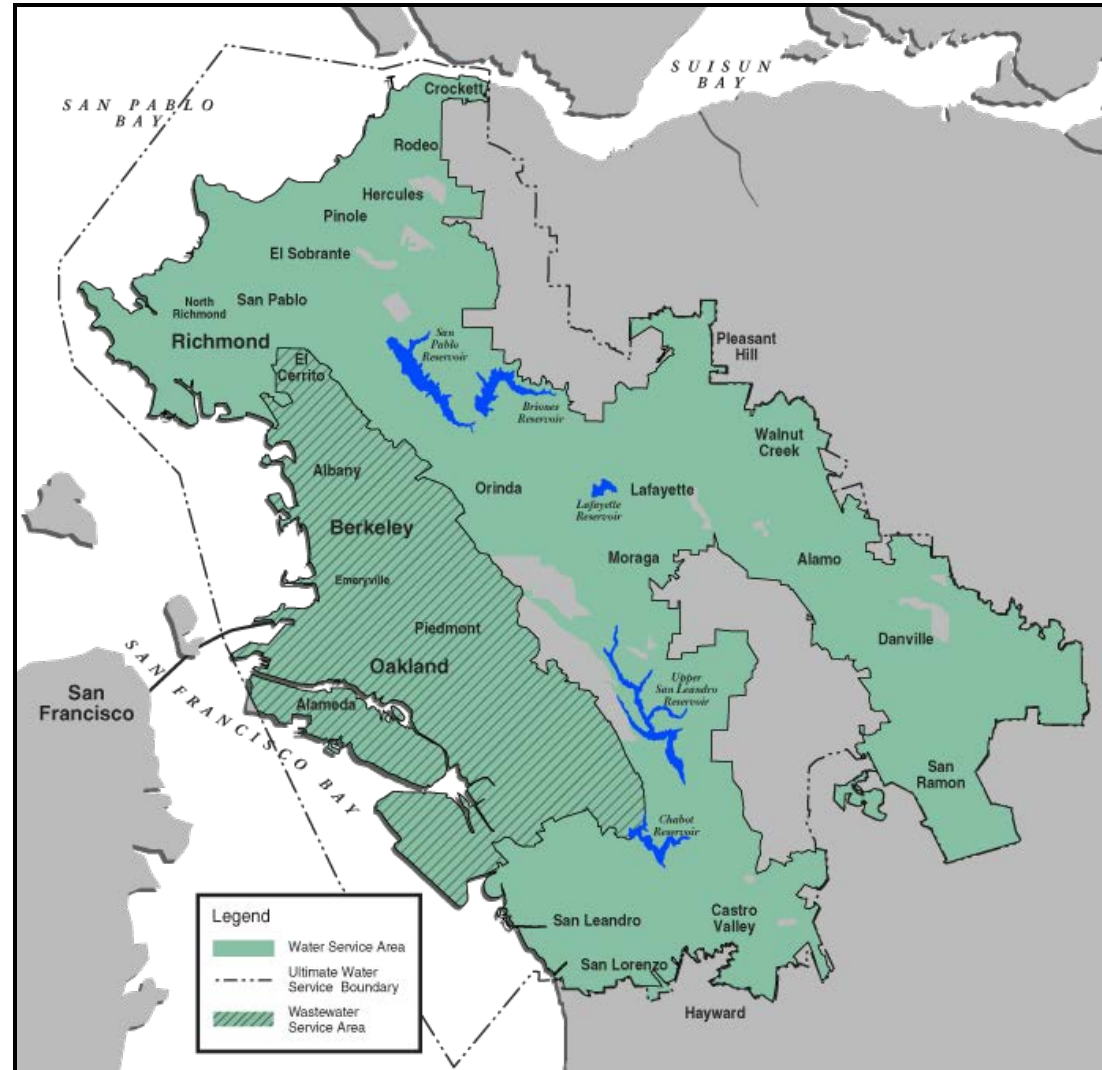 SUISUN
BAY
SAN PABLO
BAY
Crockett
Rodeo
Hercules
Pinole
El Sobrante
North
Richmond
San Pablo
Richmond
San
Pablo
Reservoir
Pleasant
Hill
El
Cerrito
Briones
Reservoir
Walnut
Creek
Albany
Orinda
Lafayette
Reservoir
Lafayette
Berkeley
Moraga
Alamo
Emeryville
Piedmont
Danville
Oakland
San
Francisco
SAN FRANCISCO BAY
Alameda
Upper
San Leandro
Reservoir
San
Ramon
Chabot
Reservoir
San Leandro
Castro
Valley
San Lorenzo
Hayward
Legend
Water Service Area
Ultimate Water
Service Boundary
Wastewater
Service Area